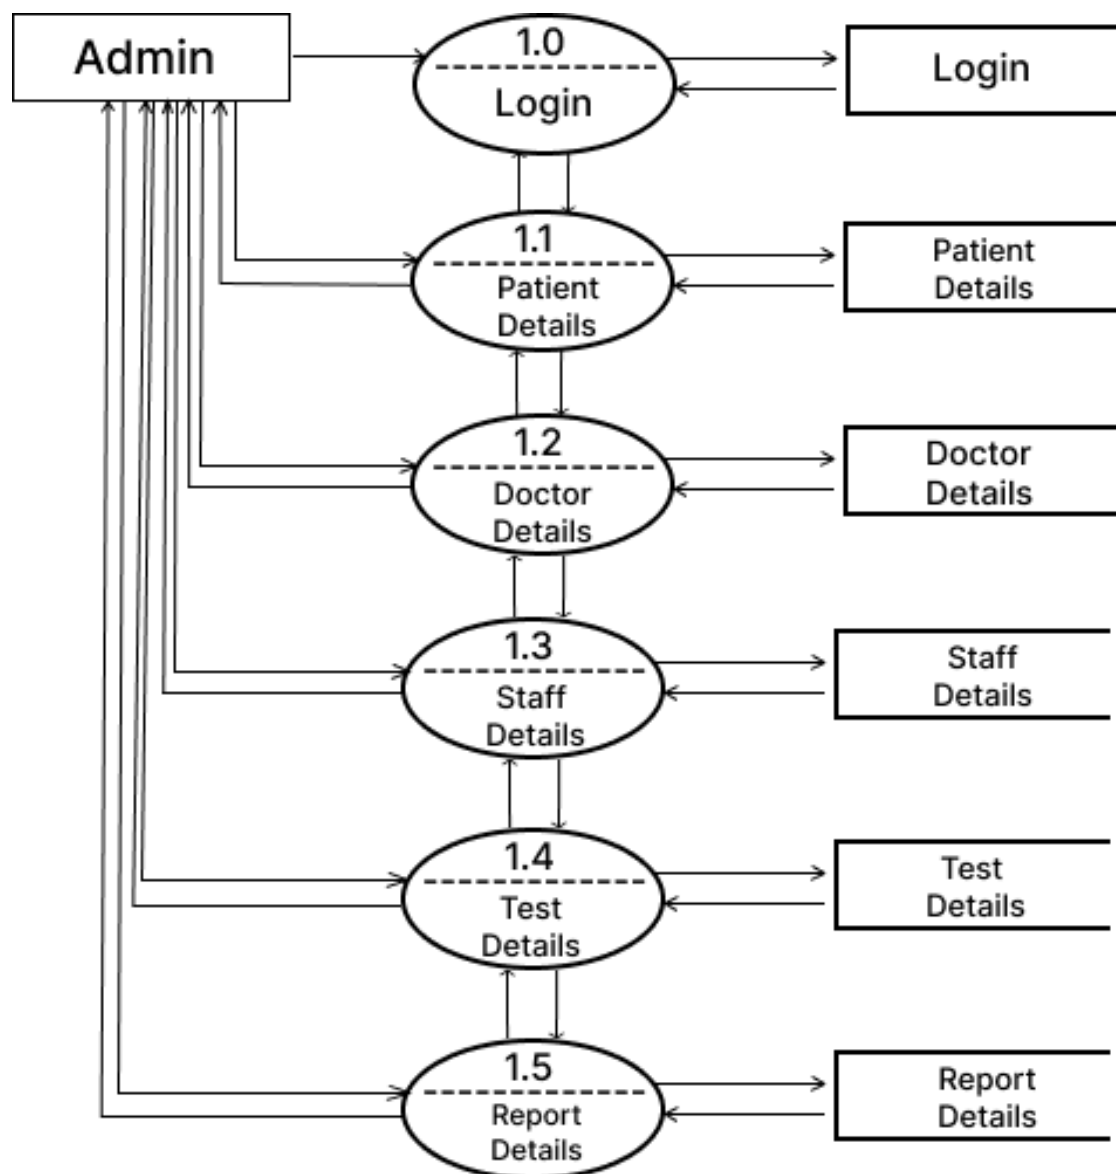 Admin
1.0
Login
Login
1.1
Patient
Details
Patient
Details
1.2
Doctor
Details
Doctor
Details
1.3
Staff
Details
Staff
Details
1.4
Test
Details
Test
Details
1.5
Report
Details
Report
Details